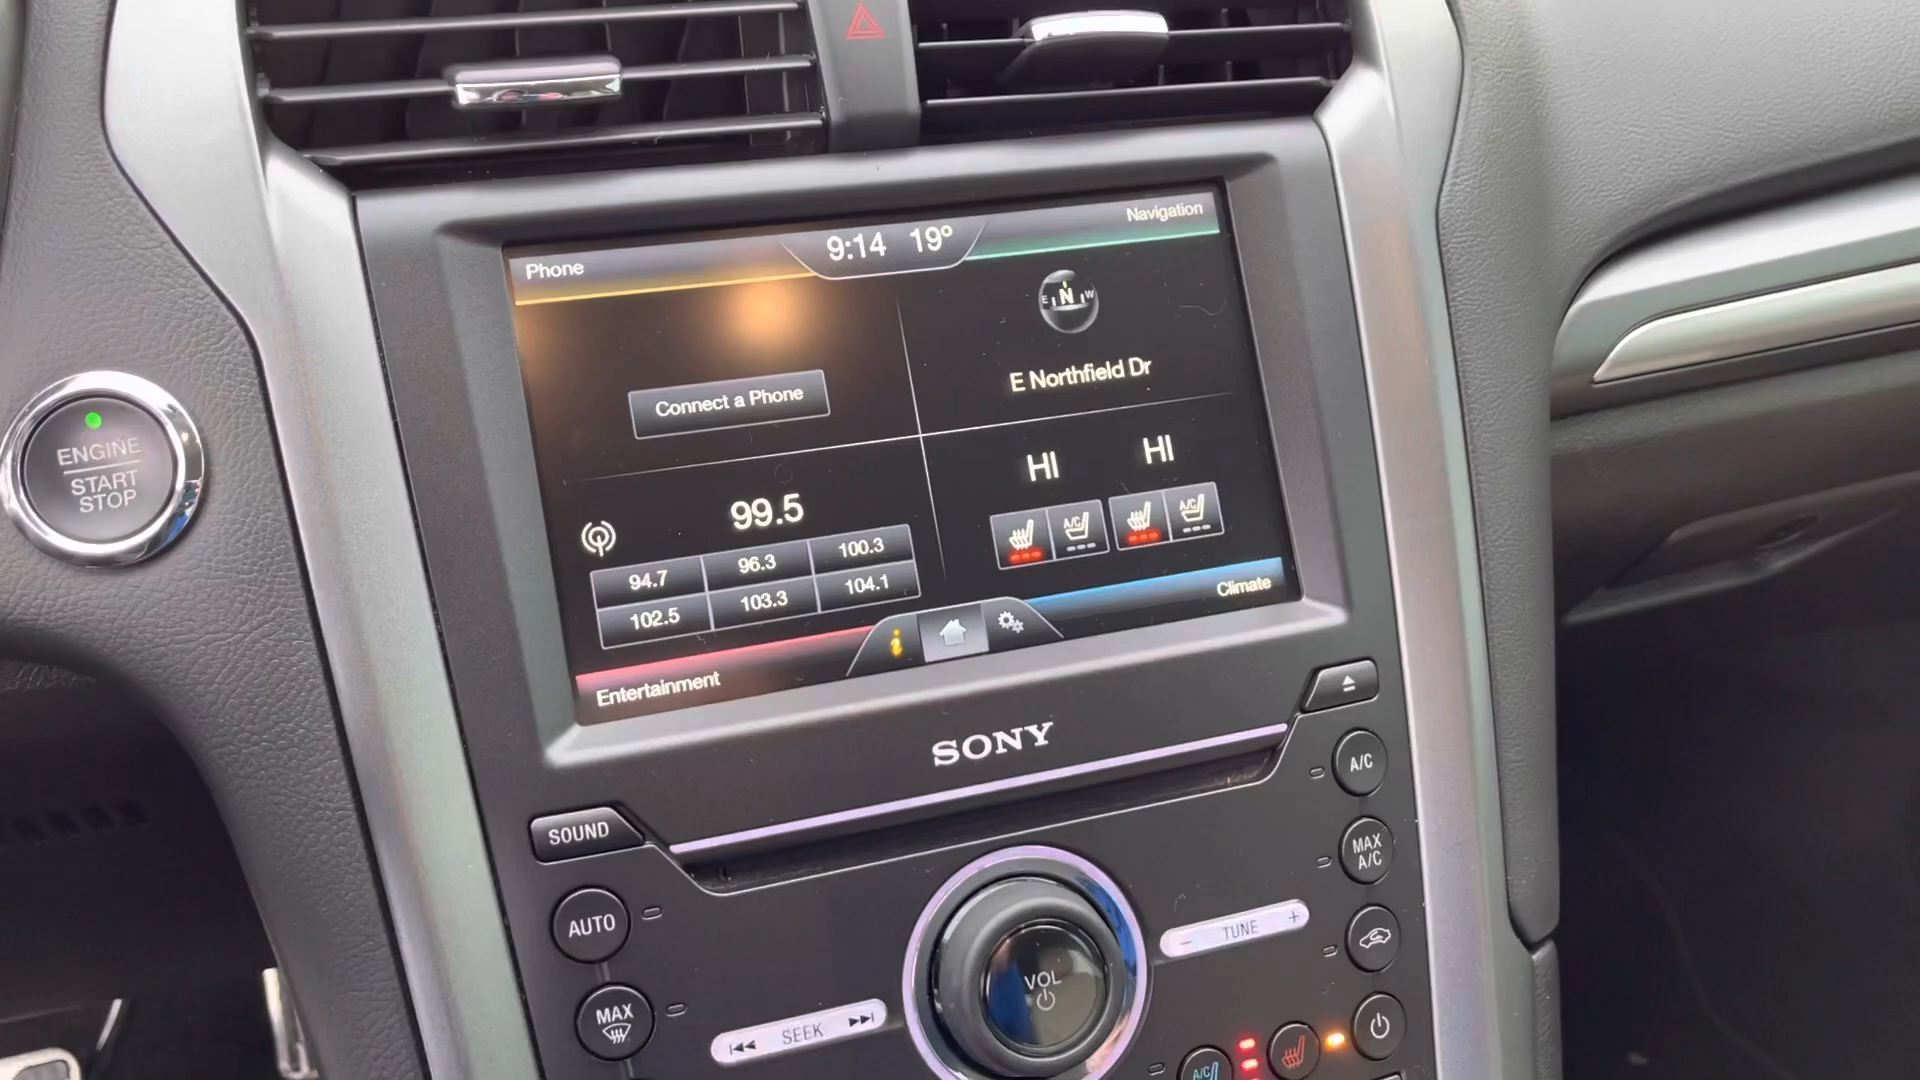 Phone
9:14 19°
Navigation
E N W
Connect a Phone
E Northfield Dr
ENGINE
START
STOP
99.5
94.7 96.3 100.3
102.5 103.3 104.1
HI HI
A/C A/C
Entertainment
i
Climate
SONY
SOUND
A/C
MAX
A/C
AUTO
- TUNE +
VOL
MAX
SEEK
A/C